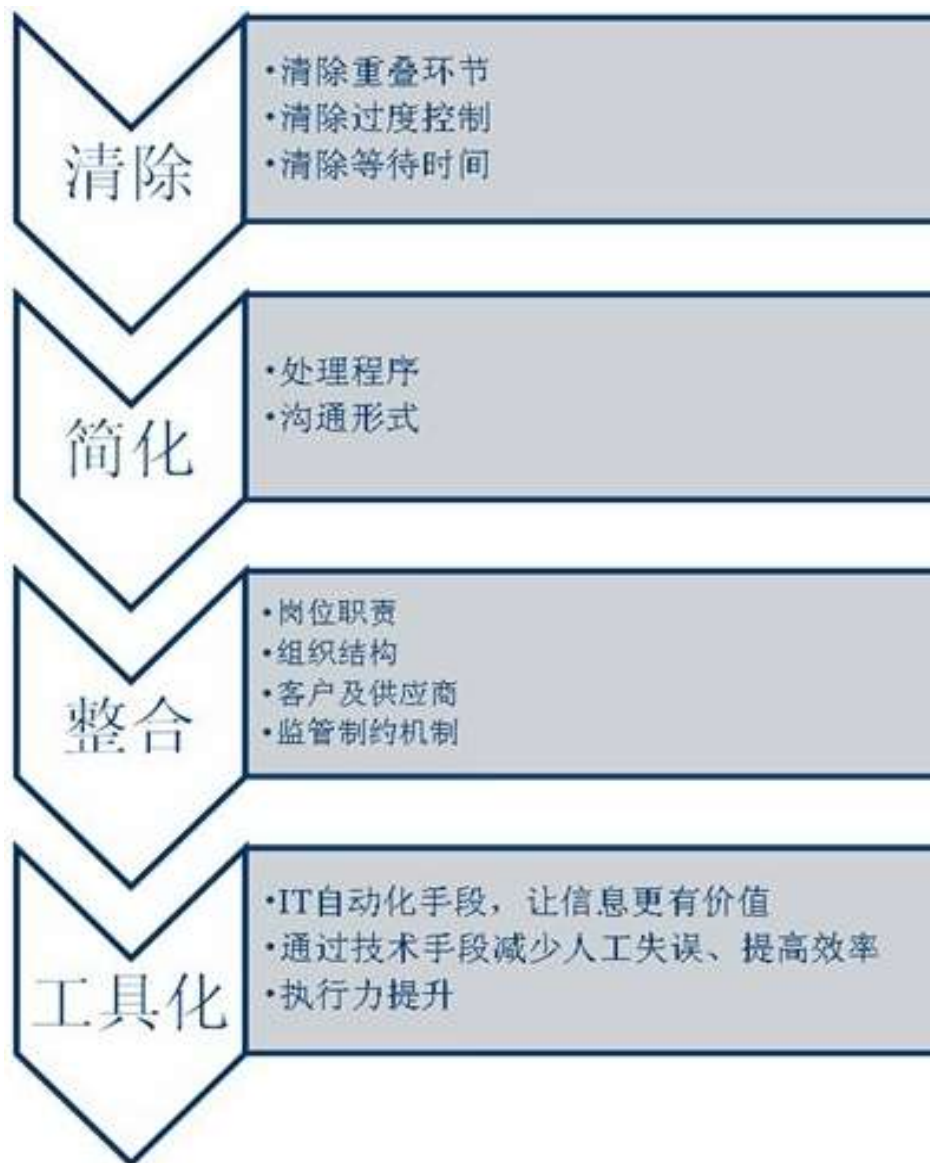 清除
•清除重叠环节
•清除过度控制
•清除等待时间
简化
•处理程序
•沟通形式
整合
•岗位职责
•组织结构
•客户及供应商
•监管制约机制
工具化
•IT自动化手段，让信息更有价值
•通过技术手段减少人工失误、提高效率
•执行力提升